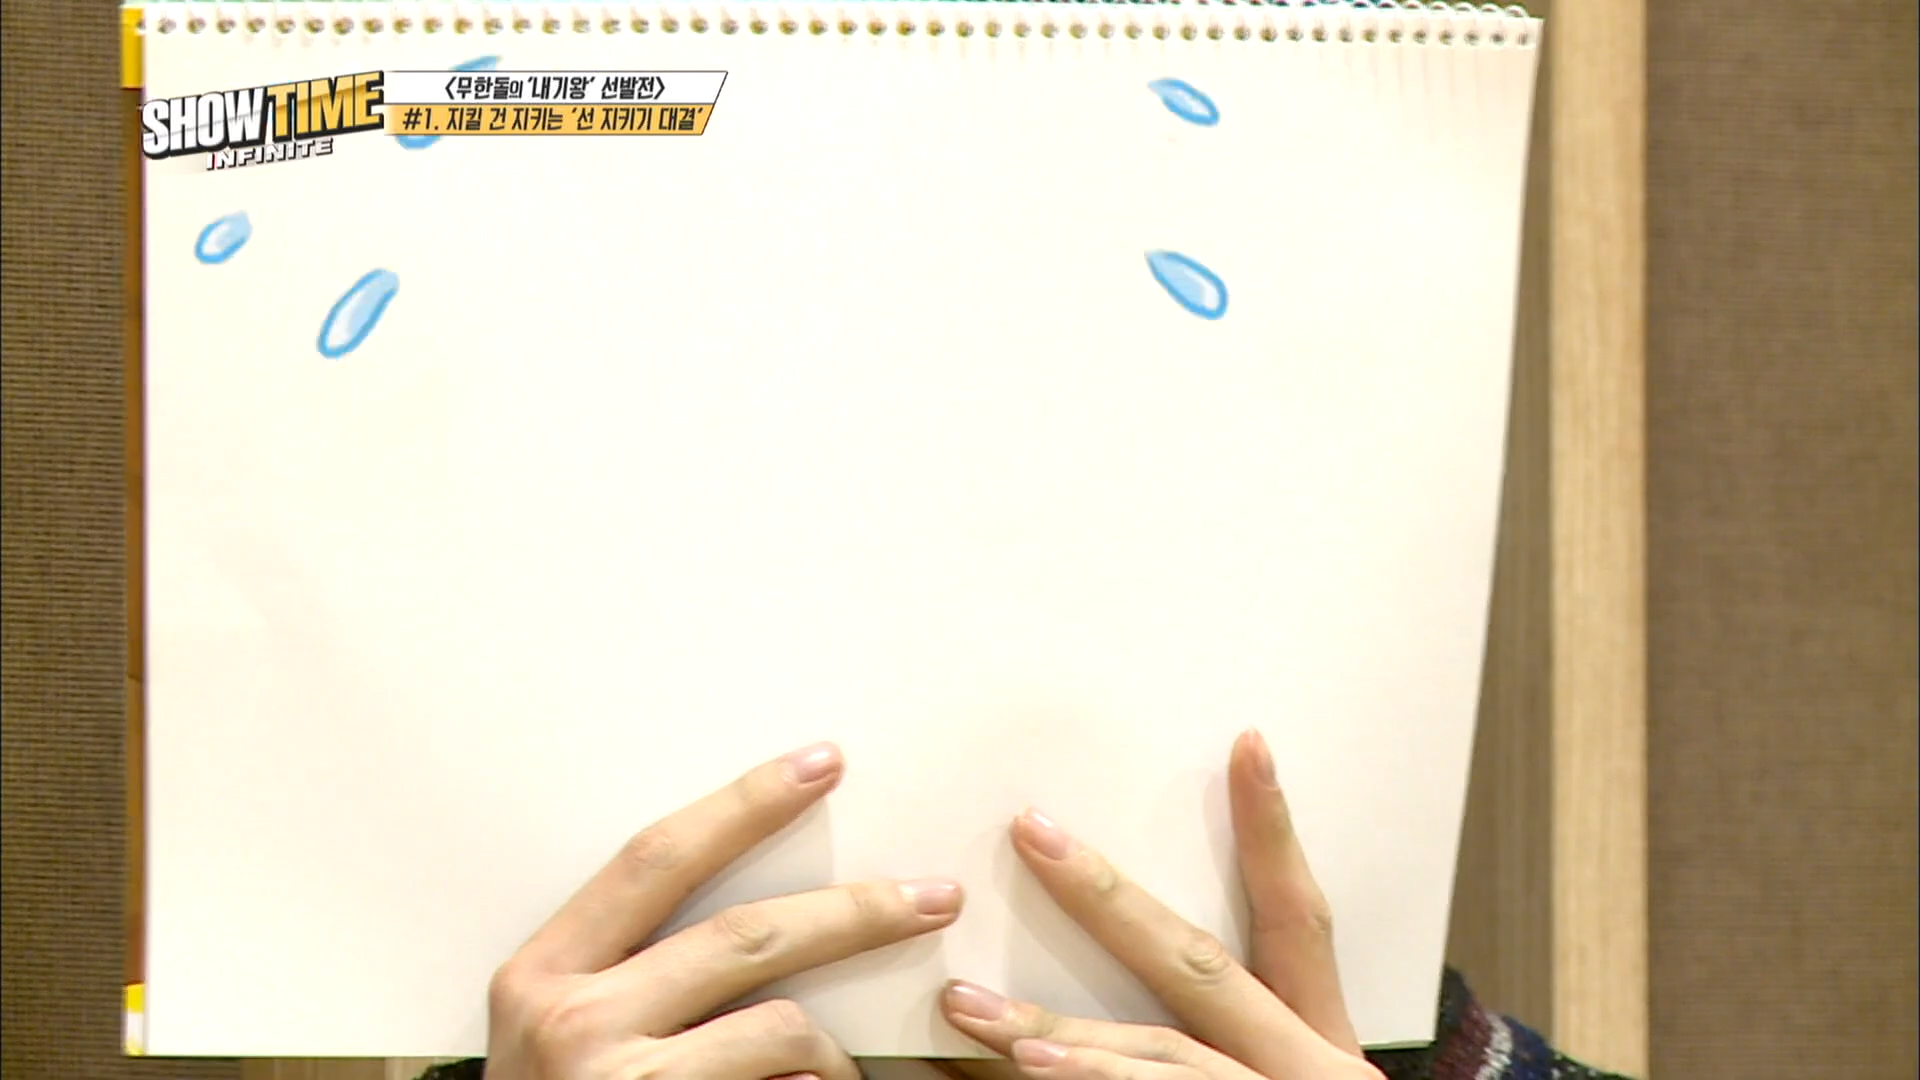 SHOWTIME
INFINITE
<무한돌의 '내기왕' 선발전>
#1. 지킬 건 지키는 '선 지키기 대결'